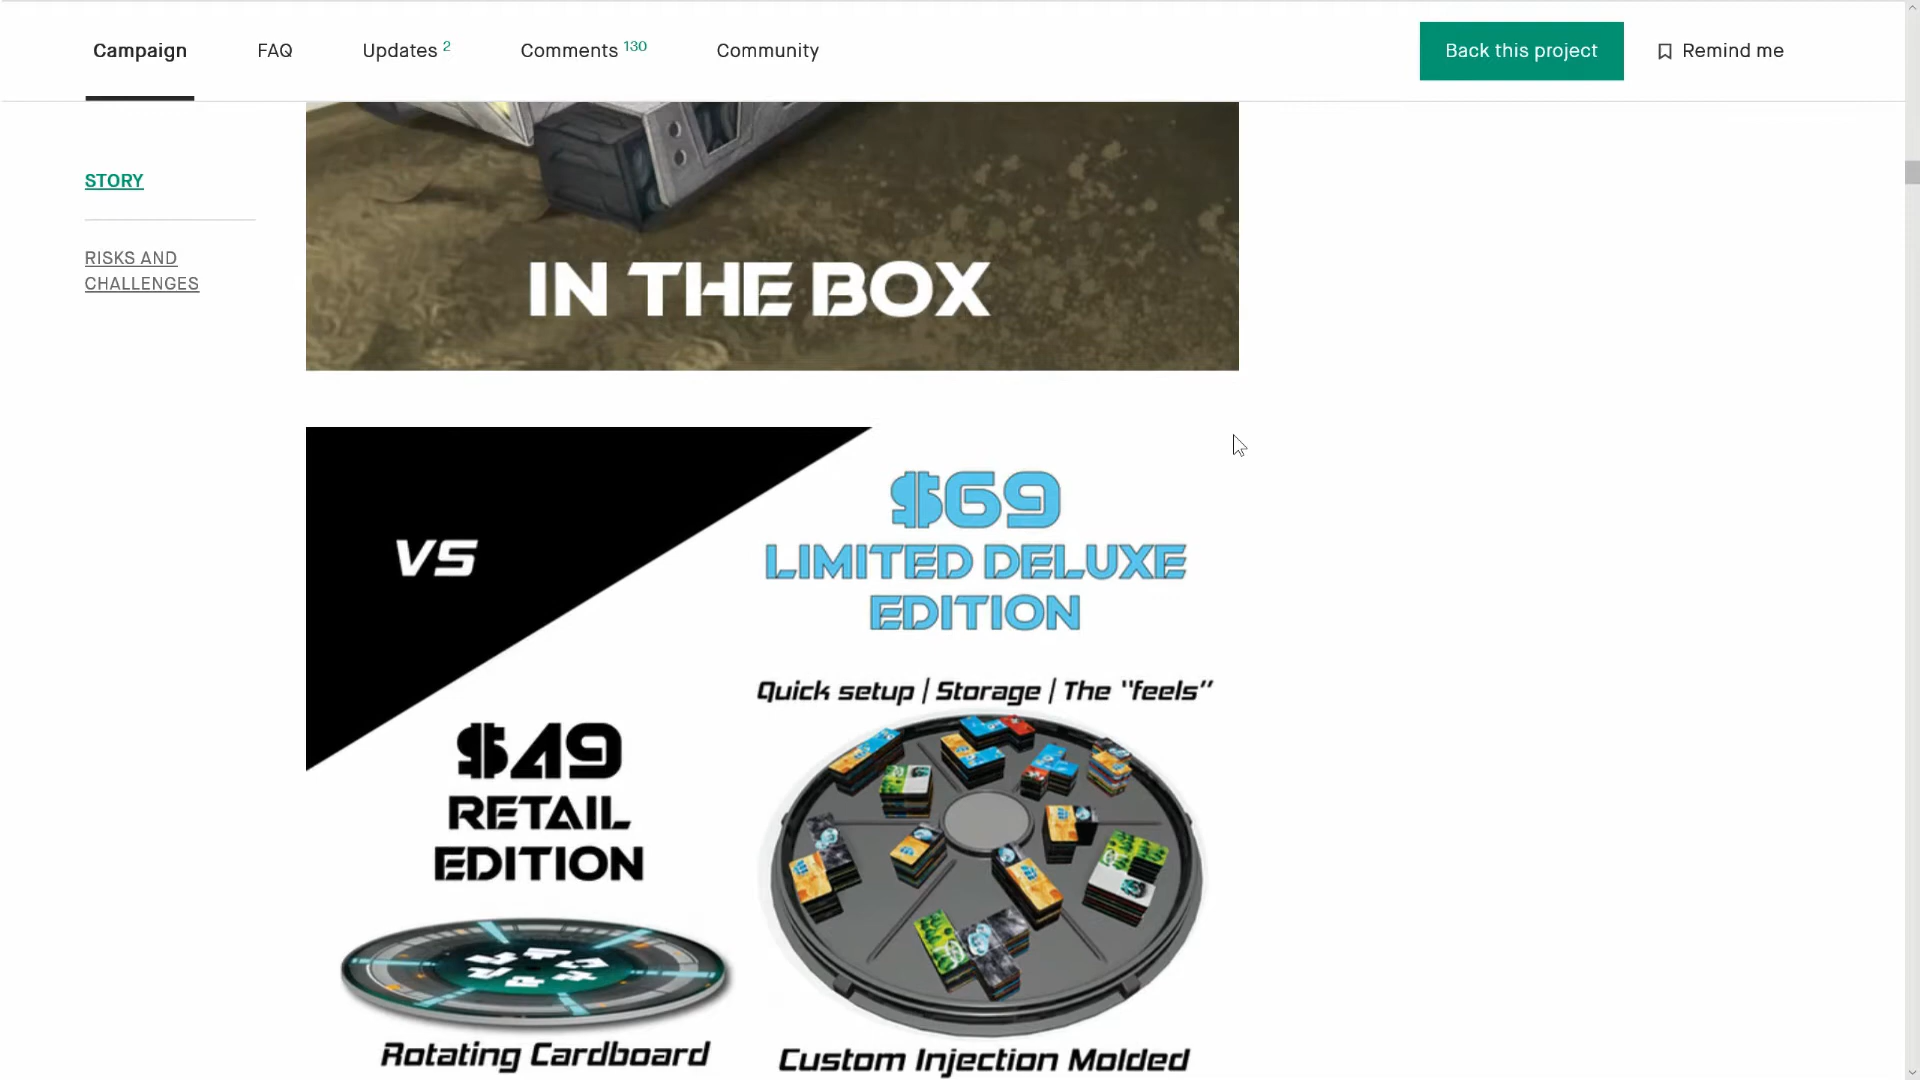 Campaign
FAQ
Updates 2
Comments 130
Community
Back this project
Remind me
STORY
RISKS AND
CHALLENGES
IN THE BOX
VS
$69
LIMITED DELUXE
EDITION
Quick setup | Storage | The "feels"
$49
RETAIL
EDITION
Rotating Cardboard
Custom Injection Molded